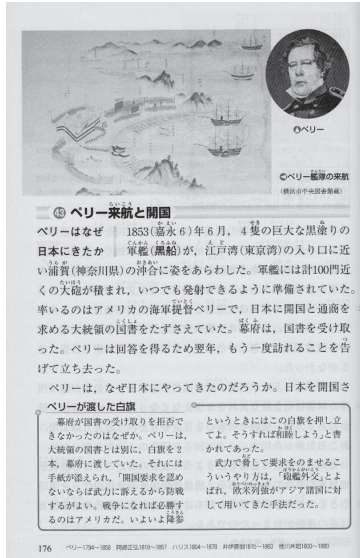 Ⓐペリー
Ⓒペリー艦隊の来航
(横浜市中央図書館蔵)
43 ペリー来航と開国
ペリーはなぜ
日本にきたか
1853(嘉永6)年6月，4隻の巨大な黒塗りの
軍艦(黒船)が，江戸湾(東京湾)の入り口に近
い浦賀(神奈川県)の沖合に姿をあらわした。軍艦には計100門近
くの大砲が積まれ，いつでも発射できるように準備されていた。
率いるのはアメリカの海軍提督ペリーで，日本に開国と通商を
求める大統領の国書をたずさえていた。幕府は，国書を受け取
った。ペリーは回答を得るため翌年，もう一度訪れることを告
げて立ち去った。
ペリーは，なぜ日本にやってきたのだろうか。日本を開国さ
ペリーが渡した白旗
幕府が国書の受け取りを拒否で
きなかったのはなぜか。ペリーは，
大統領の国書とは別に，白旗を2
本，幕府に渡していた。それには
手紙が添えられ，「開国要求を認め
ないならば武力に訴えるから防戦
するがよい。戦争になれば必勝す
るのはアメリカだ。いよいよ降参
というときにはこの白旗を押し立
てよ。そうすれば和睦しよう」と書
かれてあった。
武力で脅して要求をのませるこ
ういうやり方は，「砲艦外交」とよ
ばれ，欧米列強がアジア諸国に対
して用いてきた手法だった。
176 ペリー1794〜1858 阿部正弘1819〜1857 ハリス1804〜1878 井伊直弼1815〜1860 徳川斉昭1800〜1860